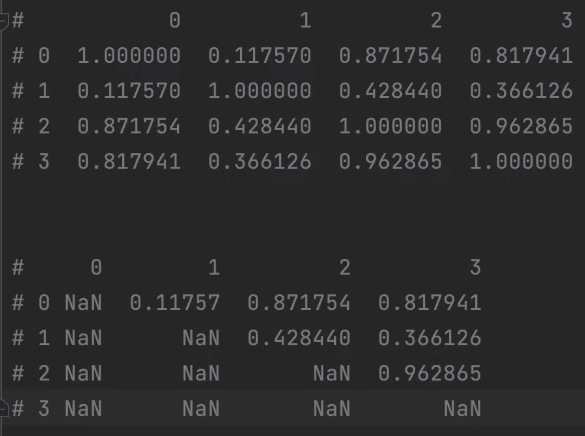 #           0         1         2         3
# 0  1.000000  0.117570  0.871754  0.817941
# 1  0.117570  1.000000  0.428440  0.366126
# 2  0.871754  0.428440  1.000000  0.962865
# 3  0.817941  0.366126  0.962865  1.000000
#     0        1         2         3
# 0 NaN  0.11757  0.871754  0.817941
# 1 NaN      NaN  0.428440  0.366126
# 2 NaN      NaN       NaN  0.962865
# 3 NaN      NaN       NaN       NaN